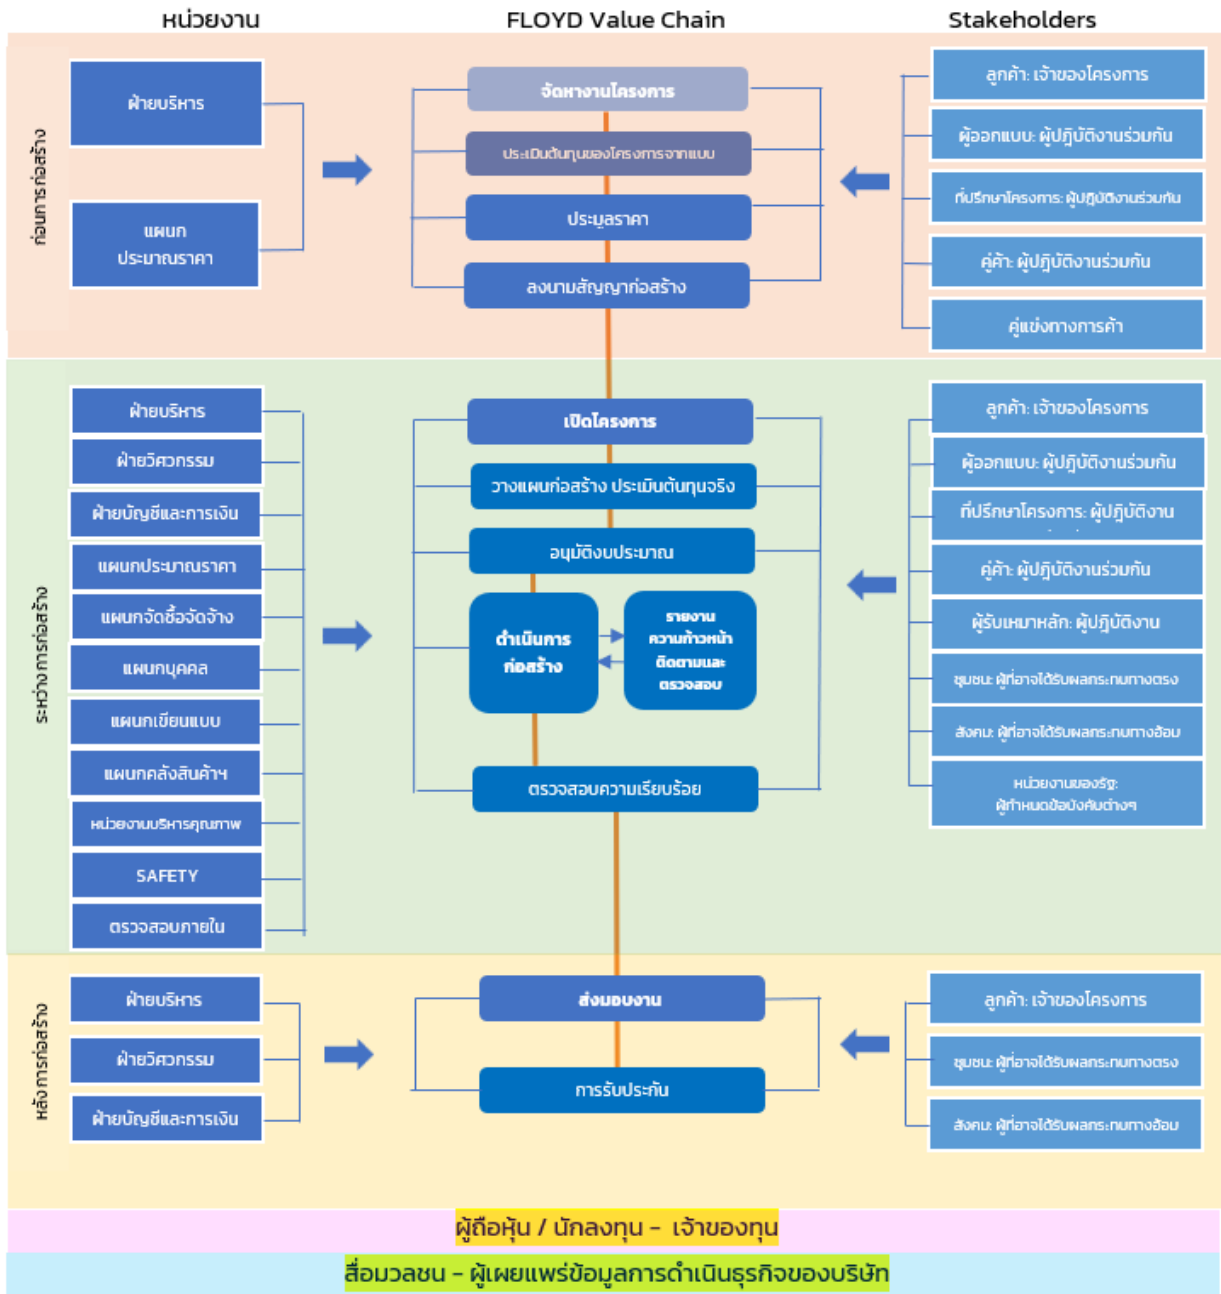 หน่วยงาน
FLOYD Value Chain
Stakeholders
ก่อนการก่อสร้าง
ฝ่ายบริหาร
แผนก
ประมาณราคา
จัดหางานโครงการ
ประเมินต้นทุนของโครงการจากแบบ
ประมูลราคา
ลงนามสัญญาก่อสร้าง
ลูกค้า: เจ้าของโครงการ
ผู้ออกแบบ: ผู้ปฏิบัติงานร่วมกัน
ที่ปรึกษาโครงการ: ผู้ปฏิบัติงานร่วมกัน
คู่ค้า: ผู้ปฏิบัติงานร่วมกัน
คู่แข่งทางการค้า
ระหว่างการก่อสร้าง
ฝ่ายบริหาร
ฝ่ายวิศวกรรม
ฝ่ายบัญชีและการเงิน
แผนกประมาณราคา
แผนกจัดซื้อจัดจ้าง
แผนกบุคคล
แผนกเขียนแบบ
แผนกคลังสินค้าฯ
หน่วยงานบริหารคุณภาพ
SAFETY
ตรวจสอบภายใน
เปิดโครงการ
วางแผนก่อสร้าง ประเมินต้นทุนจริง
อนุมัติงบประมาณ
ดำเนินการ
ก่อสร้าง
รายงาน
ความก้าวหน้า
ติดตามและ
ตรวจสอบ
ตรวจสอบความเรียบร้อย
ลูกค้า: เจ้าของโครงการ
ผู้ออกแบบ: ผู้ปฏิบัติงานร่วมกัน
ที่ปรึกษาโครงการ: ผู้ปฏิบัติงาน
คู่ค้า: ผู้ปฏิบัติงานร่วมกัน
ผู้รับเหมาหลัก: ผู้ปฏิบัติงาน
ชุมชน: ผู้ที่อาจได้รับผลกระทบทางตรง
สังคม: ผู้ที่อาจได้รับผลกระทบทางอ้อม
หน่วยงานของรัฐ:
ผู้กำหนดข้อบังคับต่างๆ
หลังการก่อสร้าง
ฝ่ายบริหาร
ฝ่ายวิศวกรรม
ฝ่ายบัญชีและการเงิน
ส่งมอบงาน
การรับประกัน
ลูกค้า: เจ้าของโครงการ
ชุมชน: ผู้ที่อาจได้รับผลกระทบทางตรง
สังคม: ผู้ที่อาจได้รับผลกระทบทางอ้อม
ผู้ถือหุ้น / นักลงทุน - เจ้าของทุน
สื่อมวลชน - ผู้เผยแพร่ข้อมูลการดำเนินธุรกิจของบริษัท